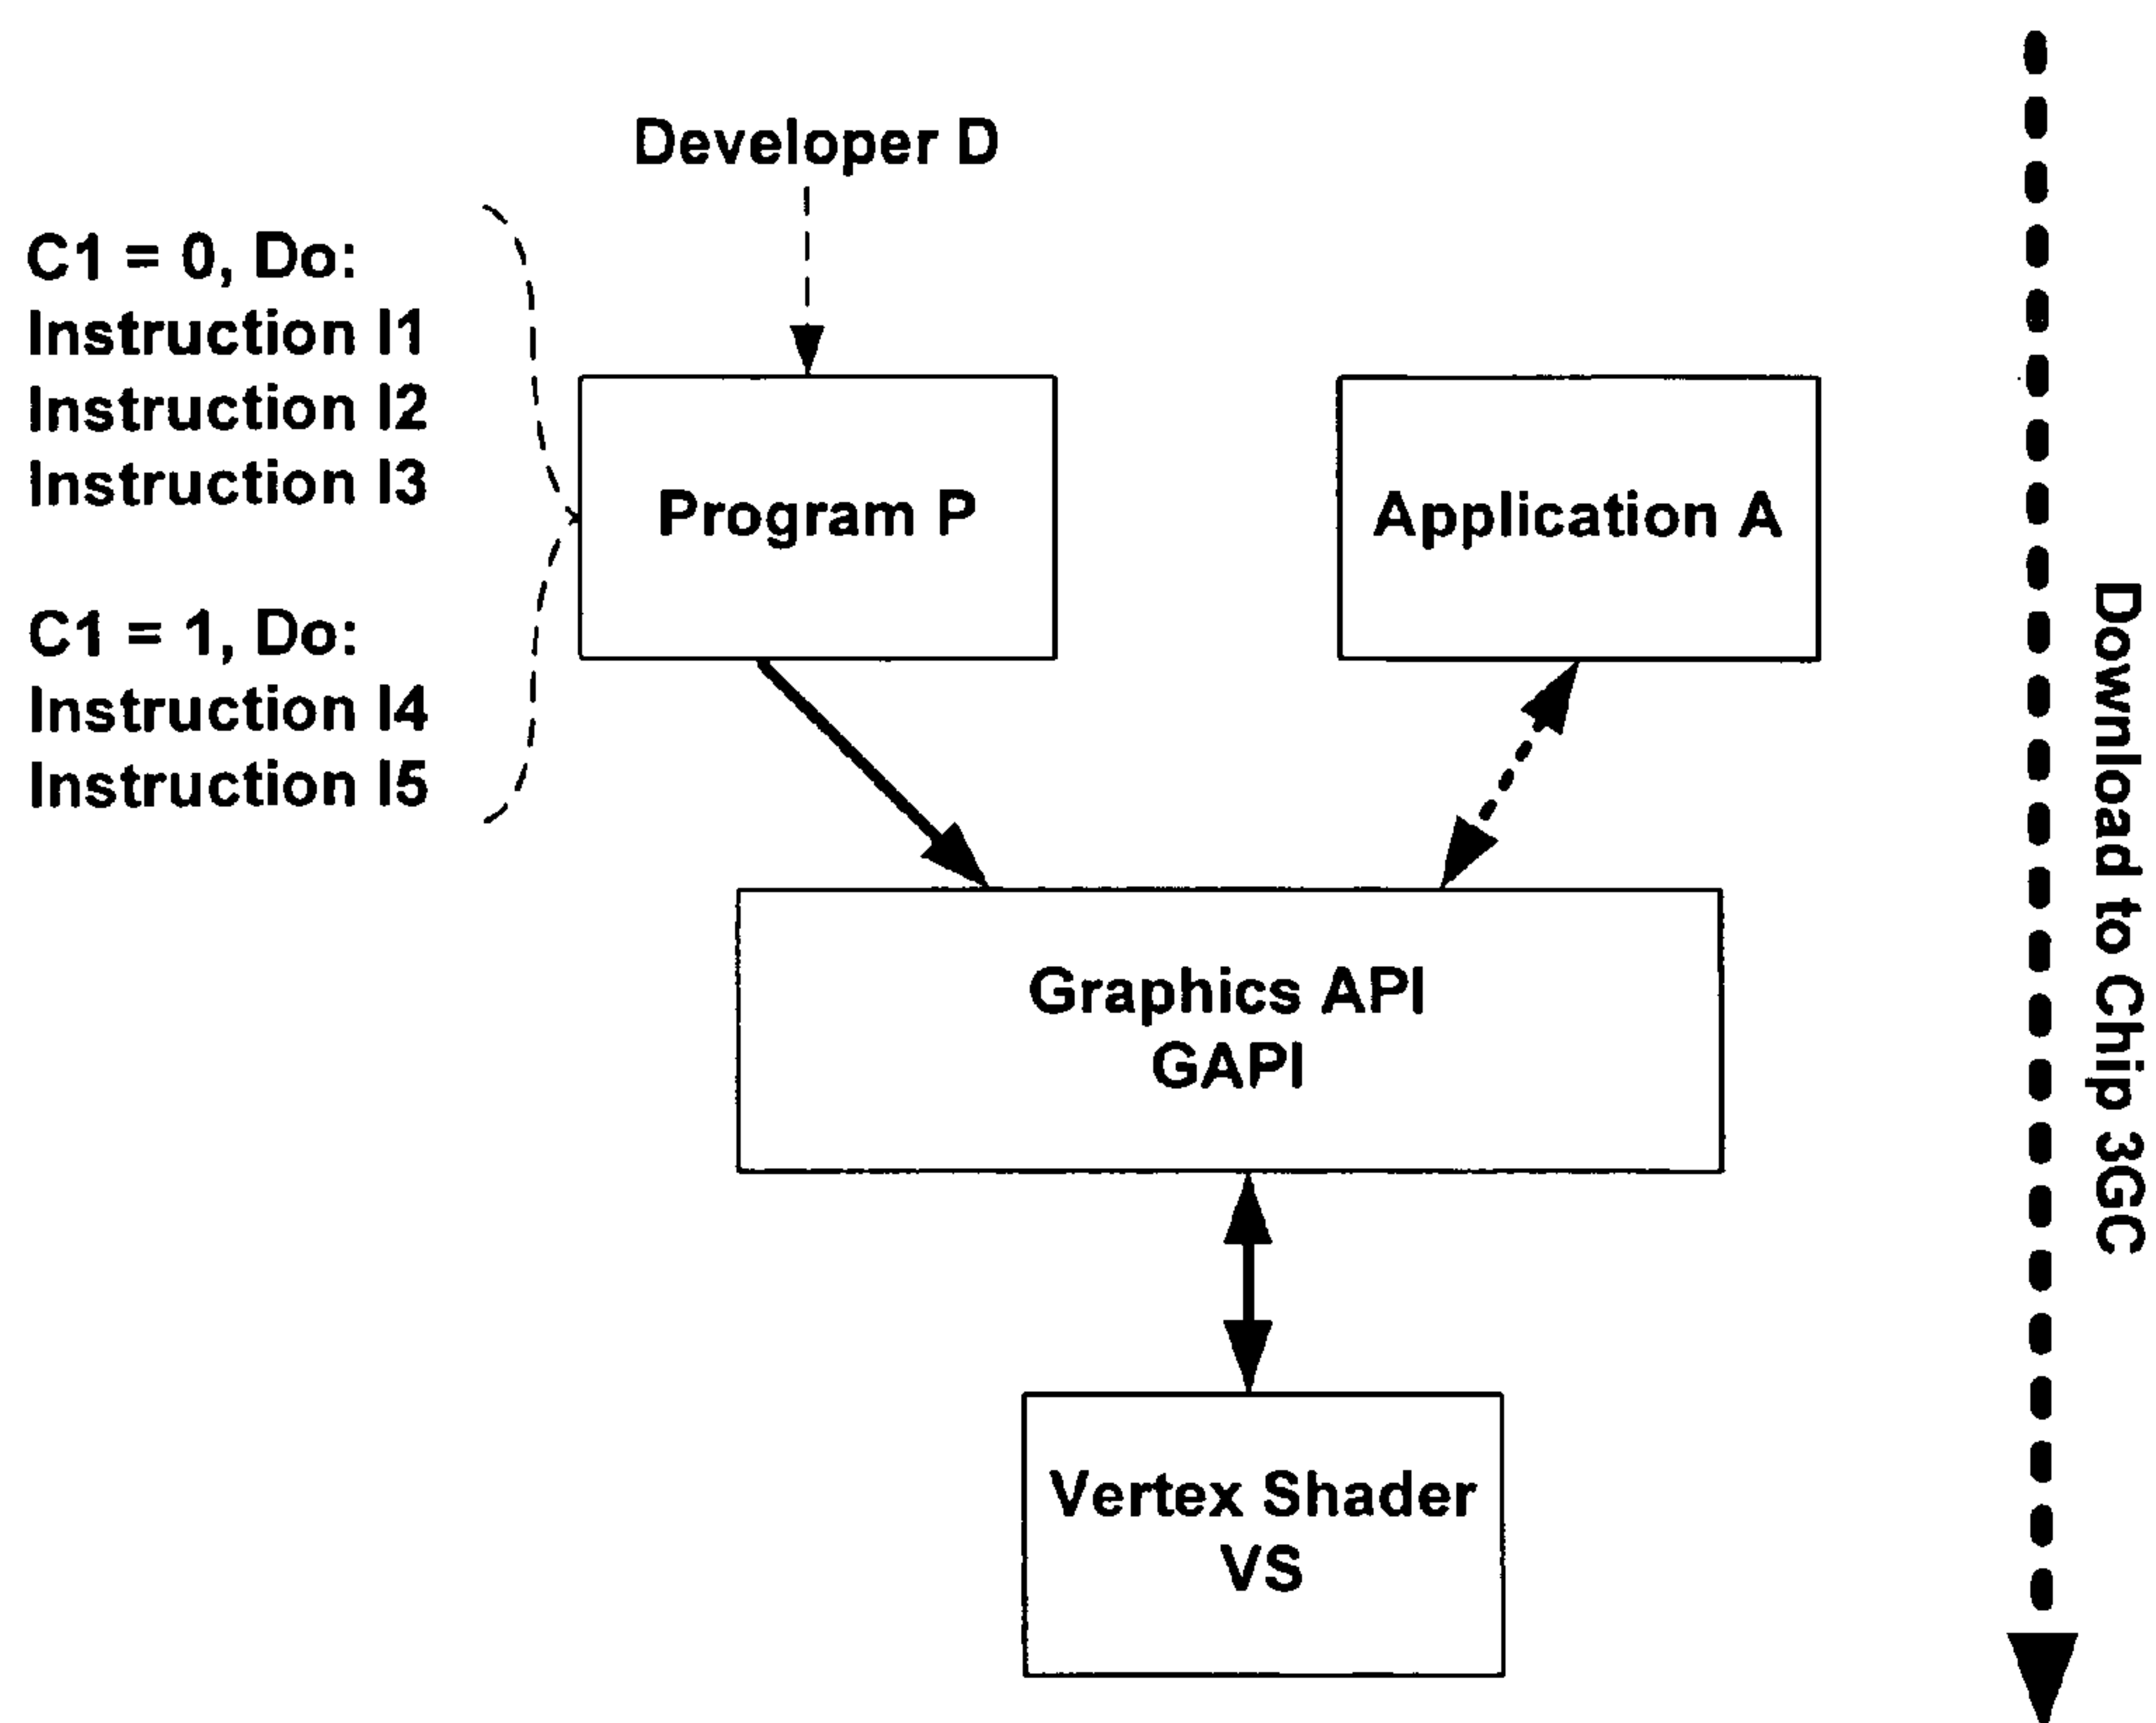 Developer D
C1 = 0, Do:
Instruction I1
Instruction I2
Instruction I3
C1 = 1, Do:
Instruction I4
Instruction I5
Program P
Application A
Graphics API
GAPI
Vertex Shader
VS
Download to Chip 3GC